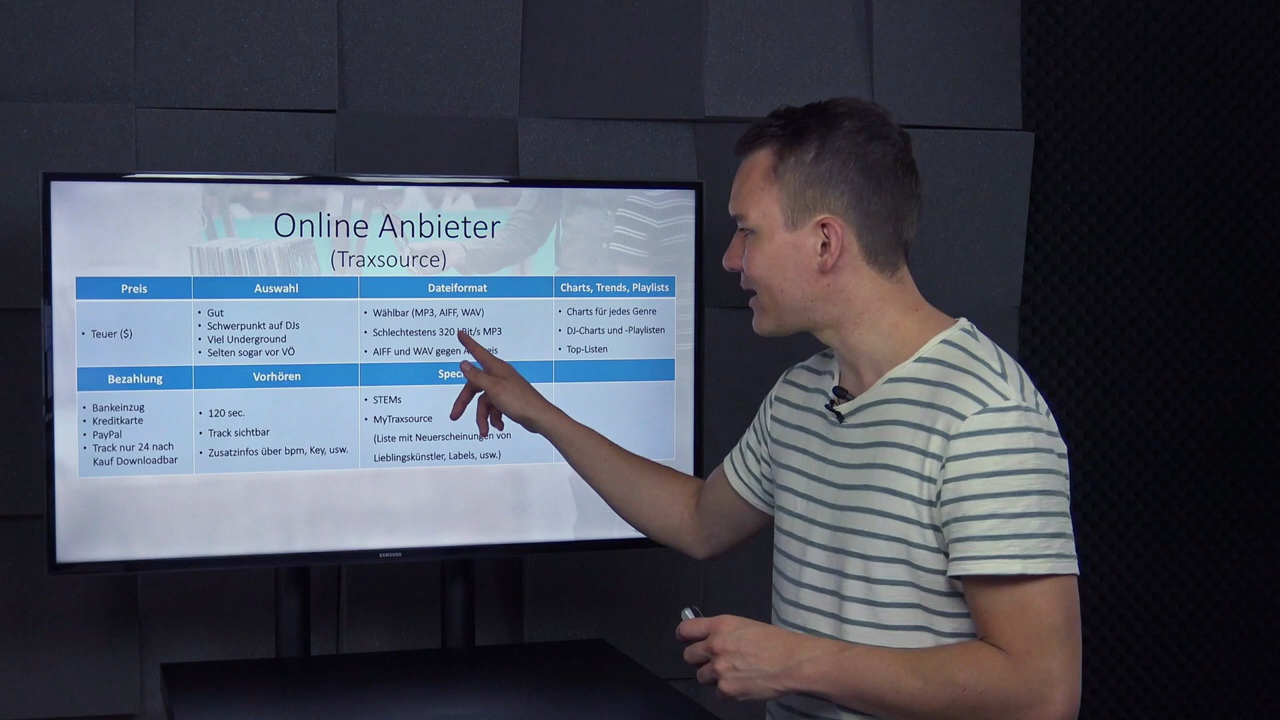 Online Anbieter
(Traxsource)
Preis
Auswahl
Dateiformat
Charts, Trends, Playlists
• Teuer ($)
• Gut
• Schwerpunkt auf DJs
• Viel Underground
• Selten sogar vor VÖ
• Wählbar (MP3, AIFF, WAV)
• Schlechtestens 320 kBit/s MP3
• AIFF und WAV gegen
• Charts für jedes Genre
• DJ-Charts und -Playlisten
• Top-Listen
Bezahlung
Vorhören
• Bankeinzug
• Kreditkarte
• PayPal
• Track nur 24 nach
Kauf Downloadbar
• 120 sec.
• Track sichtbar
• Zusatzinfos über bpm, Key, usw.
• STEMs
• MyTraxsource
(Liste mit Neuerscheinungen von
Lieblingskünstler, Labels, usw.)
SAMSUNG